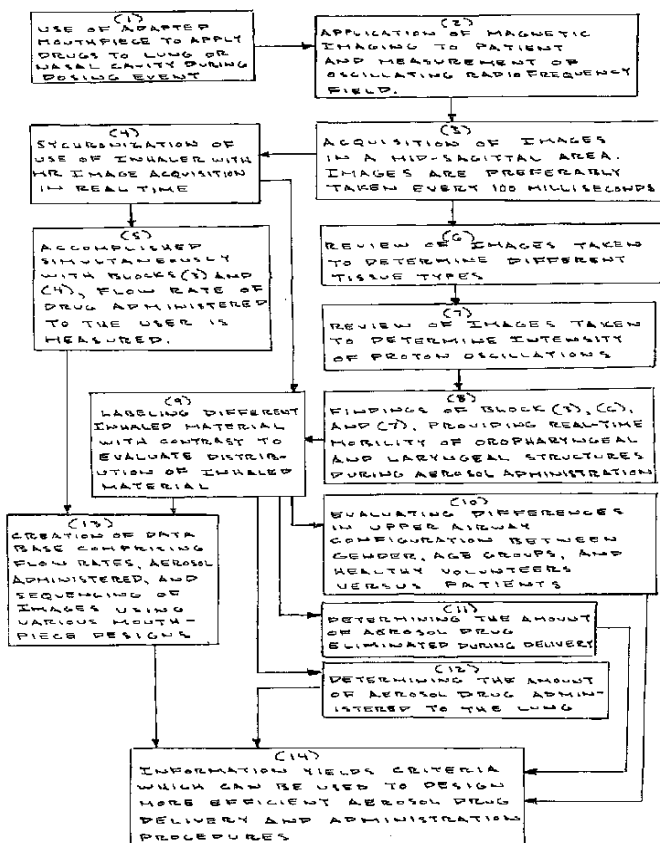 (1)
USE OF ADAPTED
MOUTHPIECE TO APPLY
DRUGS TO LUNG OR
NASAL CAVITY DURING
DOSING EVENT
(2)
APPLICATION OF MAGNETIC
IMAGING TO PATIENT
AND MEASUREMENT OF
OSCILLATING RADIOFREQUENCY
FIELD.
(3)
ACQUISITION OF IMAGES
IN A MID-SAGITTAL AREA.
IMAGES ARE PREFERABLY
TAKEN EVERY 100 MILLISECONDS
(4)
SYCHRONIZATION OF
USE OF INHALER WITH
MR IMAGE ACQUISITION
IN REAL TIME
(5)
ACCOMPLISHED
SIMULTANEOUSLY
WITH BLOCKS (3) AND
(4), FLOW RATE OF
DRUG ADMINISTERED
TO THE USER IS
MEASURED.
(6)
REVIEW OF IMAGES TAKEN
TO DETERMINE DIFFERENT
TISSUE TYPES
(7)
REVIEW OF IMAGES TAKEN
TO DETERMINE INTENSITY
OF PROTON OSCILLATIONS
(8)
FINDINGS OF BLOCK (3), (6),
AND (7), PROVIDING REAL-TIME
MOBILITY OF OROPHARYNGEAL
AND LARYNGEAL STRUCTURES
DURING AEROSOL ADMINISTRATION
(9)
LABELING DIFFERENT
INHALED MATERIAL
WITH CONTRAST TO
EVALUATE DISTRI-
BUTION OF INHALED
MATERIAL
(10)
EVALUATING DIFFERENCES
IN UPPER AIRWAY
CONFIGURATION BETWEEN
GENDER, AGE GROUPS, AND
HEALTHY VOLUNTEERS
VERSUS PATIENTS
(11)
DETERMINING THE AMOUNT
OF AEROSOL DRUG
ELIMINATED DURING DELIVERY
(12)
DETERMINING THE AMOUNT
OF AEROSOL DRUG ADMIN-
ISTERED TO THE LUNG
(13)
CREATION OF DATA
BASE COMPRISING
FLOW RATES, AEROSOL
ADMINISTERED, AND
SEQUENCING OF
IMAGES USING
VARIOUS MOUTH-
PIECE DESIGNS
(14)
INFORMATION YIELDS CRITERIA
WHICH CAN BE USED TO DESIGN
MORE EFFICIENT AEROSOL DRUG
DELIVERY AND ADMINISTRATION
PROCEDURES